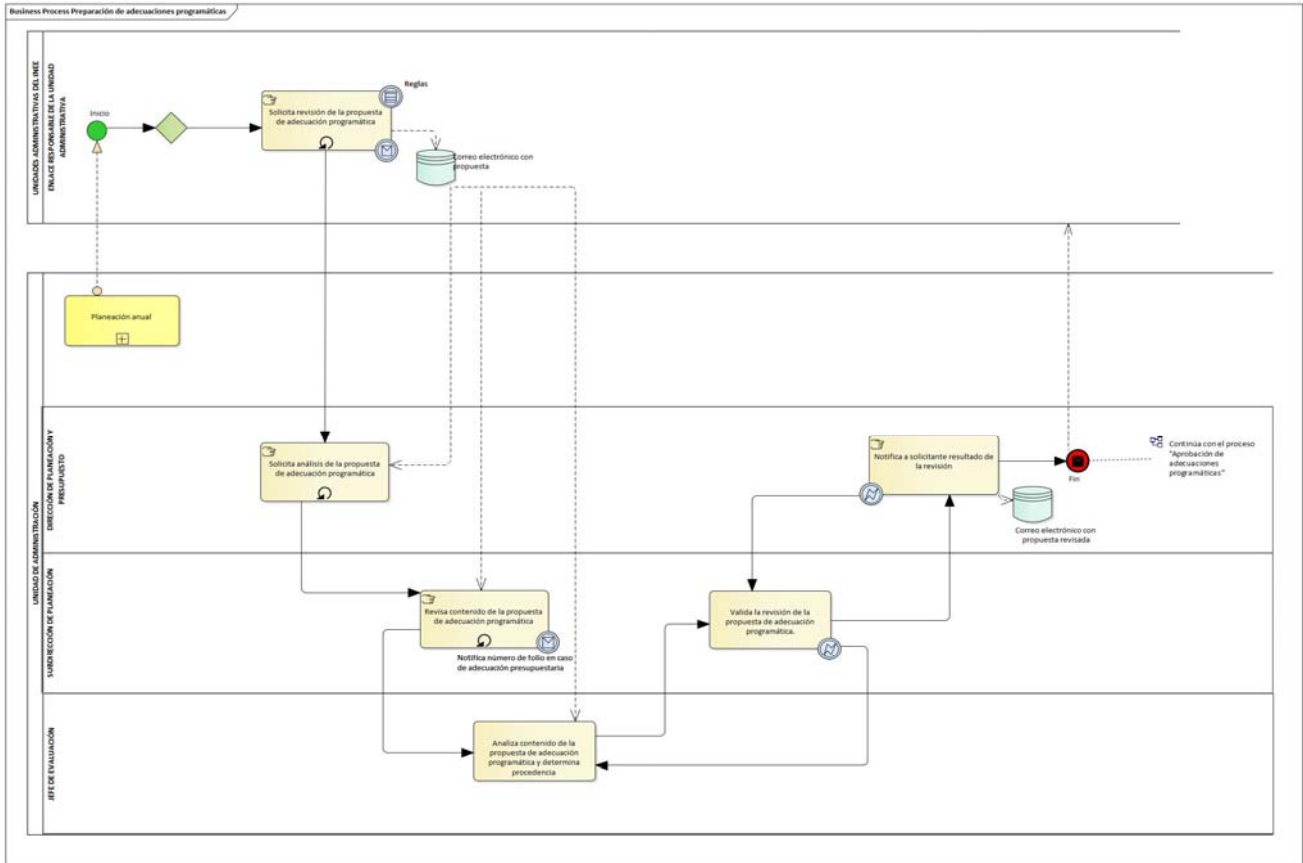 Business Process Preparación de adecuaciones programáticas
UNIDADES ADMINISTRATIVAS DEL INEE
ENLACE RESPONSABLE DE LA UNIDAD
ADMINISTRATIVA
Inicio
Reglas
Solicita revisión de la propuesta
de adecuación programática
Correo electrónico con
propuesta
UNIDAD DE ADMINISTRACIÓN
Planeación anual
DIRECCIÓN DE PLANEACIÓN Y
PRESUPUESTO
Solicita análisis de la propuesta
de adecuación programática
Notifica a solicitante resultado de
la revisión
Fin
Continúa con el proceso
"Aprobación de
adecuaciones
programáticas"
Correo electrónico con
propuesta revisada
SUBDIRECCIÓN DE PLANEACIÓN
Revisa contenido de la propuesta
de adecuación programática
Notifica número de folio en caso
de adecuación presupuestaria
Valida la revisión de la
propuesta de adecuación
programática.
JEFE DE EVALUACIÓN
Analiza contenido de la
propuesta de adecuación
programática y determina
procedencia